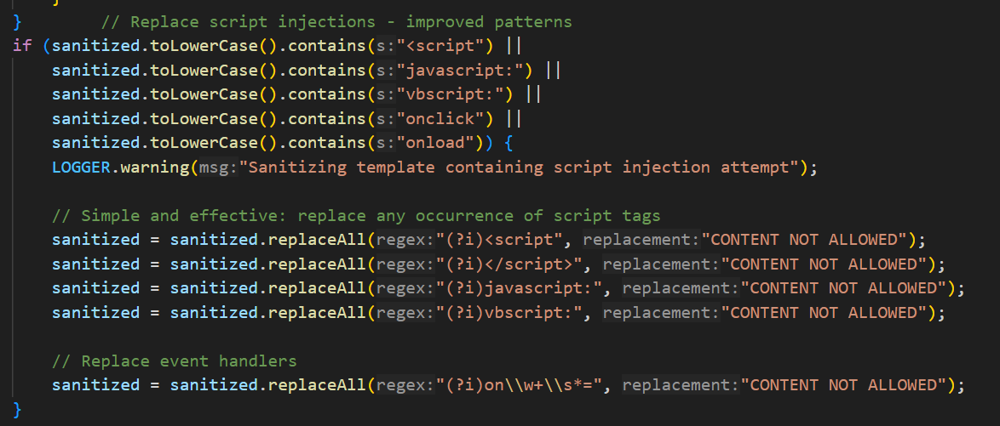 }
}        // Replace script injections - improved patterns
if (sanitized.toLowerCase().contains(s:"<script") ||
    sanitized.toLowerCase().contains(s:"javascript:") ||
    sanitized.toLowerCase().contains(s:"vbscript:") ||
    sanitized.toLowerCase().contains(s:"onclick") ||
    sanitized.toLowerCase().contains(s:"onload")) {
    LOGGER.warning(msg:"Sanitizing template containing script injection attempt");

    // Simple and effective: replace any occurrence of script tags
    sanitized = sanitized.replaceAll(regex:"(?i)<script", replacement:"CONTENT NOT ALLOWED");
    sanitized = sanitized.replaceAll(regex:"(?i)</script>", replacement:"CONTENT NOT ALLOWED");
    sanitized = sanitized.replaceAll(regex:"(?i)javascript:", replacement:"CONTENT NOT ALLOWED");
    sanitized = sanitized.replaceAll(regex:"(?i)vbscript:", replacement:"CONTENT NOT ALLOWED");

    // Replace event handlers
    sanitized = sanitized.replaceAll(regex:"(?i)on\\w+\\s*=", replacement:"CONTENT NOT ALLOWED");
}